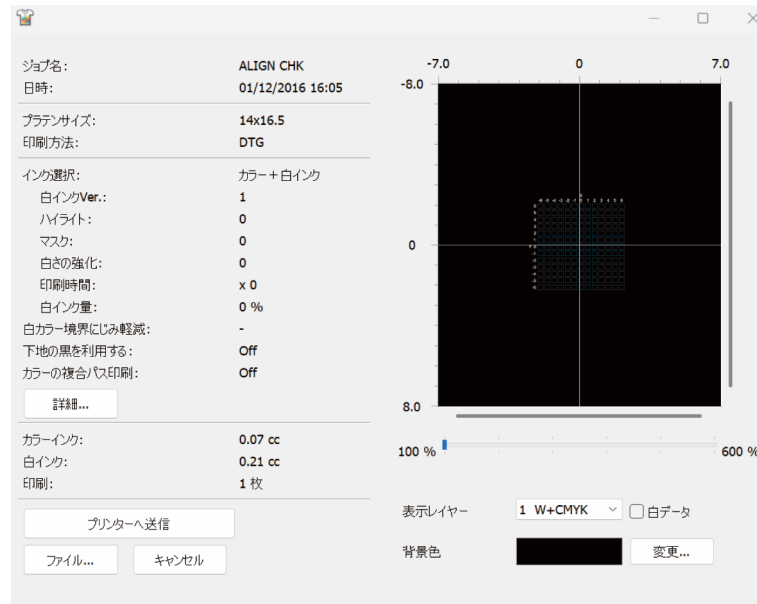 ジョブ名: ALIGN CHK
日時: 01/12/2016 16:05
プラテンサイズ: 14x16.5
印刷方法: DTG
インク選択: カラー+白インク
白インクVer.: 1
ハイライト: 0
マスク: 0
白さの強化: 0
印刷時間: x 0
白インク量: 0 %
白カラー境界にじみ軽減: -
下地の黒を利用する: Off
カラーの複合パス印刷: Off
詳細...
カラーインク: 0.07 cc
白インク: 0.21 cc
印刷: 1 枚
プリンターへ送信
ファイル... キャンセル
-7.0 0 7.0
-8.0
0
8.0
100 % 600 %
表示レイヤー 1 W+CMYK 白データ
背景色 変更...